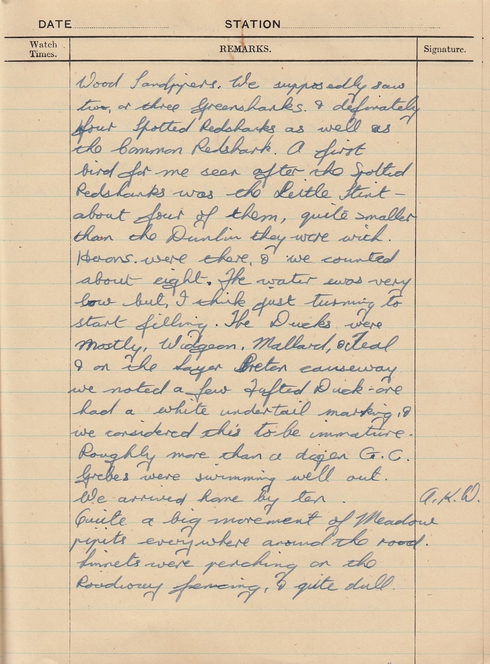 DATE STATION
Watch Times. REMARKS. Signature.
Wood Sandpipers. We supposedly saw
two, or three Greensharks. & definately
four Spotted Redsharks as well as
the Common Redshark. A first
bird for me seen after the Spotted
Redsharks was the Little Stint –
about four of them, quite smaller
than the Dunlin they were with.
Herons were there, & we counted
about eight. The water was very
low but, I think just turning to
start filling. The Ducks were
mostly, Widgeon, Mallard, & Teal
& on the Layer Breton causeway
we noted a few Tufted Duck – one
had a white undertail marking, &
we considered this to be immature.
Roughly more than a dozen G. C.
Grebes were swimming well out.
We arrived home by ten. A.K.W.
Quite a big movement of Meadow
pipits everywhere around the road.
Linnets were perching on the
Roadway fencing, & quite dull.